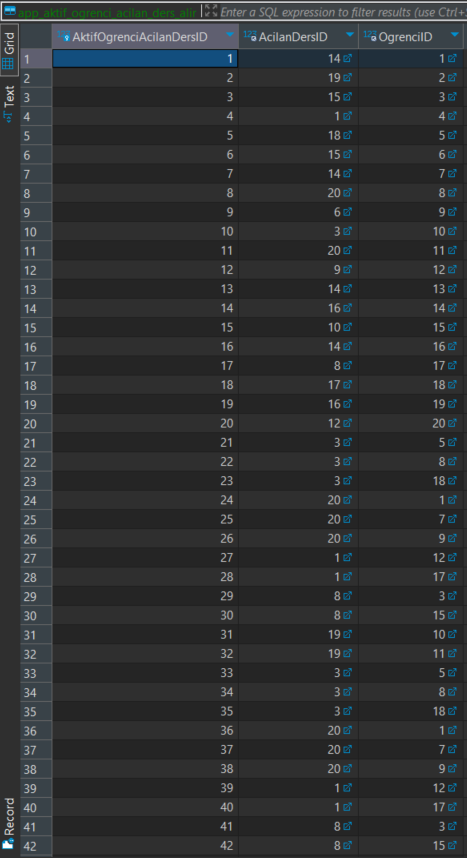 app_aktif_ogrenci_acilan_ders_alir Enter a SQL expression to filter results (use Ctrl+
Grid
Text
Record
123 AktifOgrenciAcilanDersID 123 AcilanDersID 123 OgrenciID
1 1 14 1
2 2 19 2
3 3 15 3
4 4 1 4
5 5 18 5
6 6 15 6
7 7 14 7
8 8 20 8
9 9 6 9
10 10 3 10
11 11 20 11
12 12 9 12
13 13 14 13
14 14 16 14
15 15 10 15
16 16 14 16
17 17 8 17
18 18 17 18
19 19 16 19
20 20 12 20
21 21 3 5
22 22 3 8
23 23 3 18
24 24 20 1
25 25 20 7
26 26 20 9
27 27 1 12
28 28 1 17
29 29 8 3
30 30 8 15
31 31 19 10
32 32 19 11
33 33 3 5
34 34 3 8
35 35 3 18
36 36 20 1
37 37 20 7
38 38 20 9
39 39 1 12
40 40 1 17
41 41 8 3
42 42 8 15